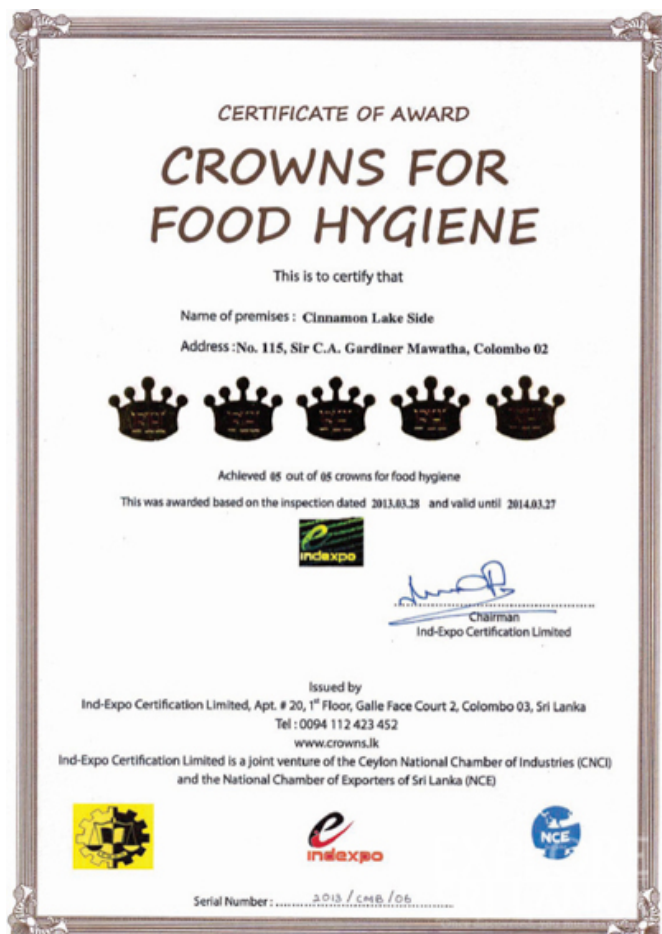 CERTIFICATE OF AWARD
CROWNS FOR
FOOD HYGIENE
This is to certify that
Name of premises : Cinnamon Lake Side
Address :No. 115, Sir C.A. Gardiner Mawatha, Colombo 02
Achieved 05 out of 05 crowns for food hygiene
This was awarded based on the inspection dated 2013.03.28 and valid until 2014.03.27
indexpo
Chairman
Ind-Expo Certification Limited
Issued by
Ind-Expo Certification Limited, Apt. # 20, 1st Floor, Galle Face Court 2, Colombo 03, Sri Lanka
Tel : 0094 112 423 452
www.crowns.lk
Ind-Expo Certification Limited is a joint venture of the Ceylon National Chamber of Industries (CNCI)
and the National Chamber of Exporters of Sri Lanka (NCE)
indexpo
NCE
Serial Number : 2013 / CMB / 06